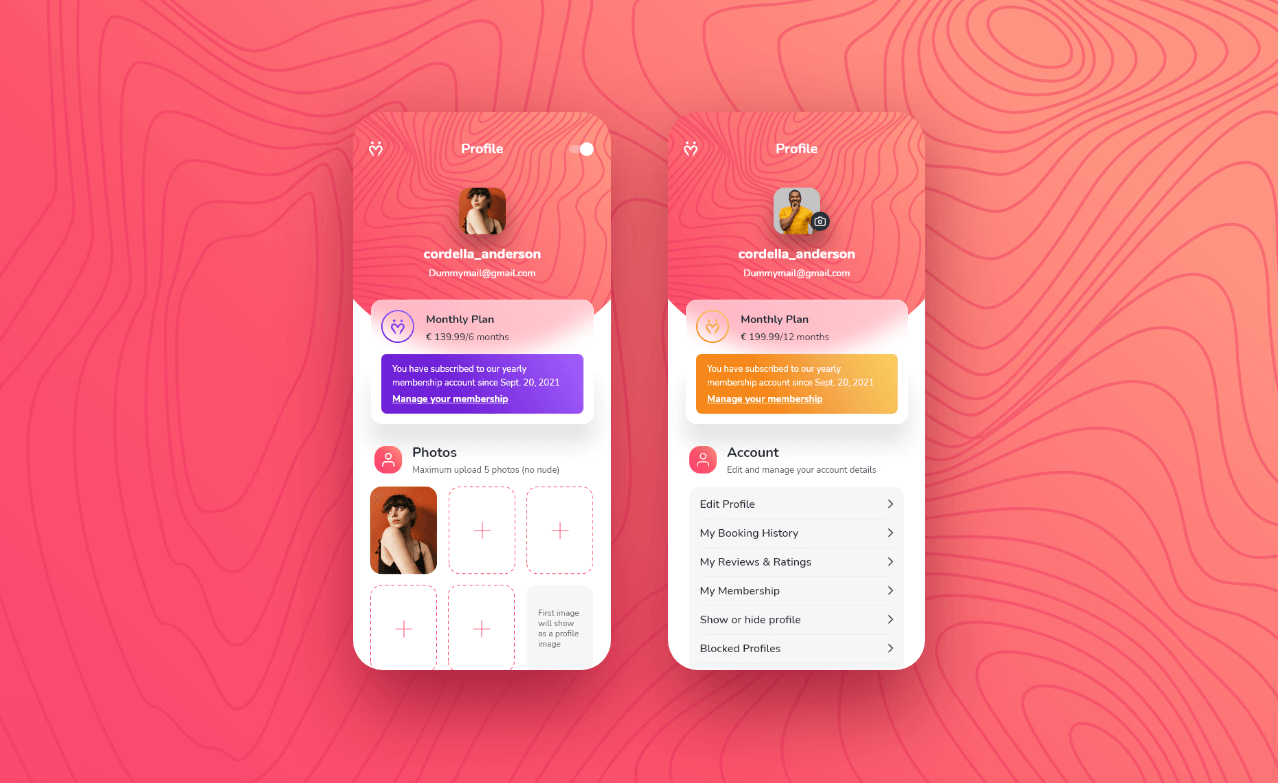 Profile
cordella_anderson
Dummymail@gmail.com
Monthly Plan
€ 139.99/6 months
You have subscribed to our yearly
membership account since Sept. 20, 2021
Manage your membership
Photos
Maximum upload 5 photos (no nude)
First image
will show
as a profile
image
Profile
cordella_anderson
Dummymail@gmail.com
Monthly Plan
€ 199.99/12 months
You have subscribed to our yearly
membership account since Sept. 20, 2021
Manage your membership
Account
Edit and manage your account details
Edit Profile
My Booking History
My Reviews & Ratings
My Membership
Show or hide profile
Blocked Profiles